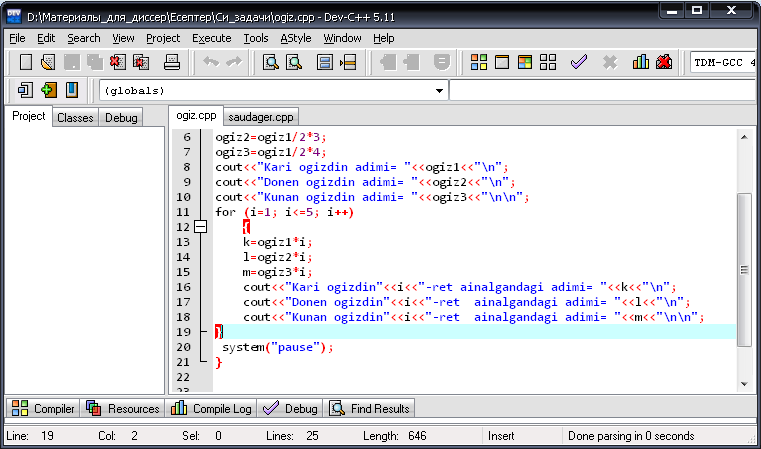 D:\Материалы_для_диссер\Есептер\Си_задачи\ogiz.cpp - Dev-C++ 5.11
File Edit Search View Project Execute Tools AStyle Window Help
TDM-GCC 4
(globals)
Project Classes Debug
ogiz.cpp saudager.cpp
6 ogiz2=ogiz1/2*3;
7 ogiz3=ogiz1/2*4;
8 cout<<"Kari ogizdin adimi= "<<ogiz1<<"\n";
9 cout<<"Donen ogizdin adimi= "<<ogiz2<<"\n";
10 cout<<"Kunan ogizdin adimi= "<<ogiz3<<"\n\n";
11 for (i=1; i<=5; i++)
12 {
13 k=ogiz1*i;
14 l=ogiz2*i;
15 m=ogiz3*i;
16 cout<<"Kari ogizdin"<<i<<"-ret ainalgandagi adimi= "<<k<<"\n";
17 cout<<"Donen ogizdin"<<i<<"-ret  ainalgandagi adimi= "<<l<<"\n";
18 cout<<"Kunan ogizdin"<<i<<"-ret  ainalgandagi adimi= "<<m<<"\n\n";
19 }
20 system("pause");
21 }
22
23
Compiler Resources Compile Log Debug Find Results
Line: 19 Col: 2 Sel: 0 Lines: 25 Length: 646 Insert Done parsing in 0 seconds